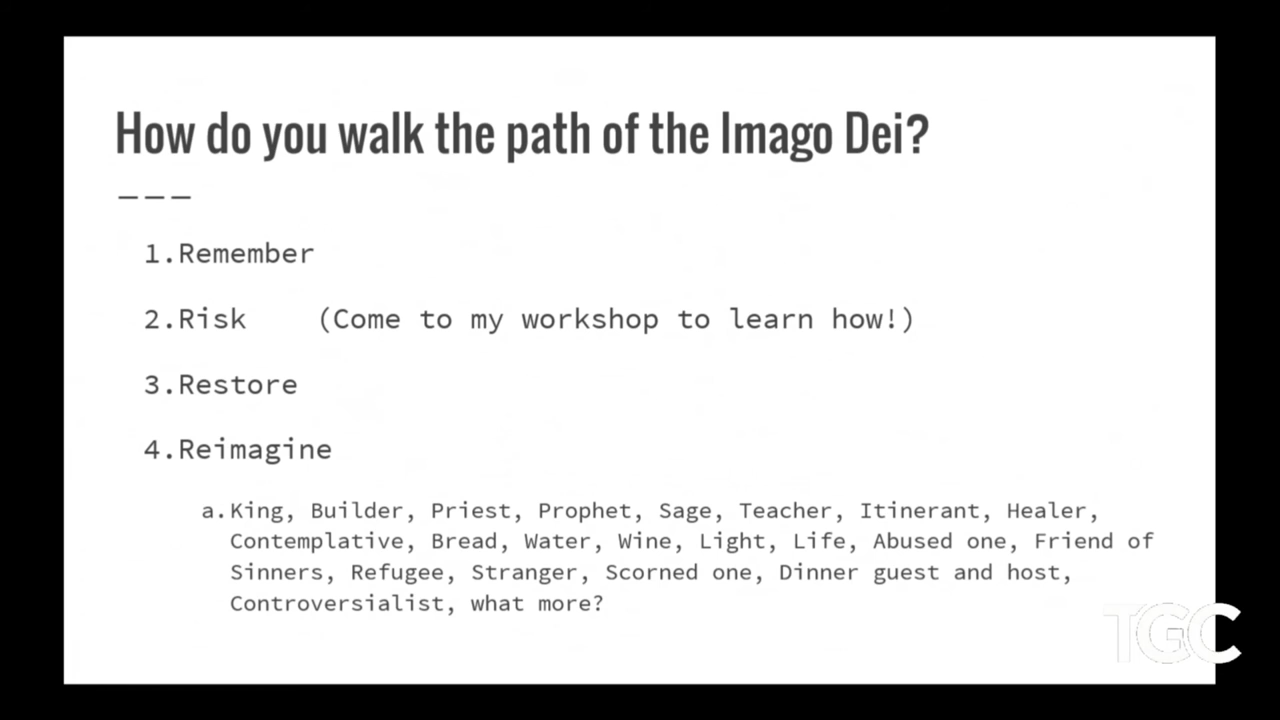 How do you walk the path of the Imago Dei?
———
1.Remember
2.Risk (Come to my workshop to learn how!)
3.Restore
4.Reimagine
a.King, Builder, Priest, Prophet, Sage, Teacher, Itinerant, Healer,
Contemplative, Bread, Water, Wine, Light, Life, Abused one, Friend of
Sinners, Refugee, Stranger, Scorned one, Dinner guest and host,
Controversialist, what more?
TGC